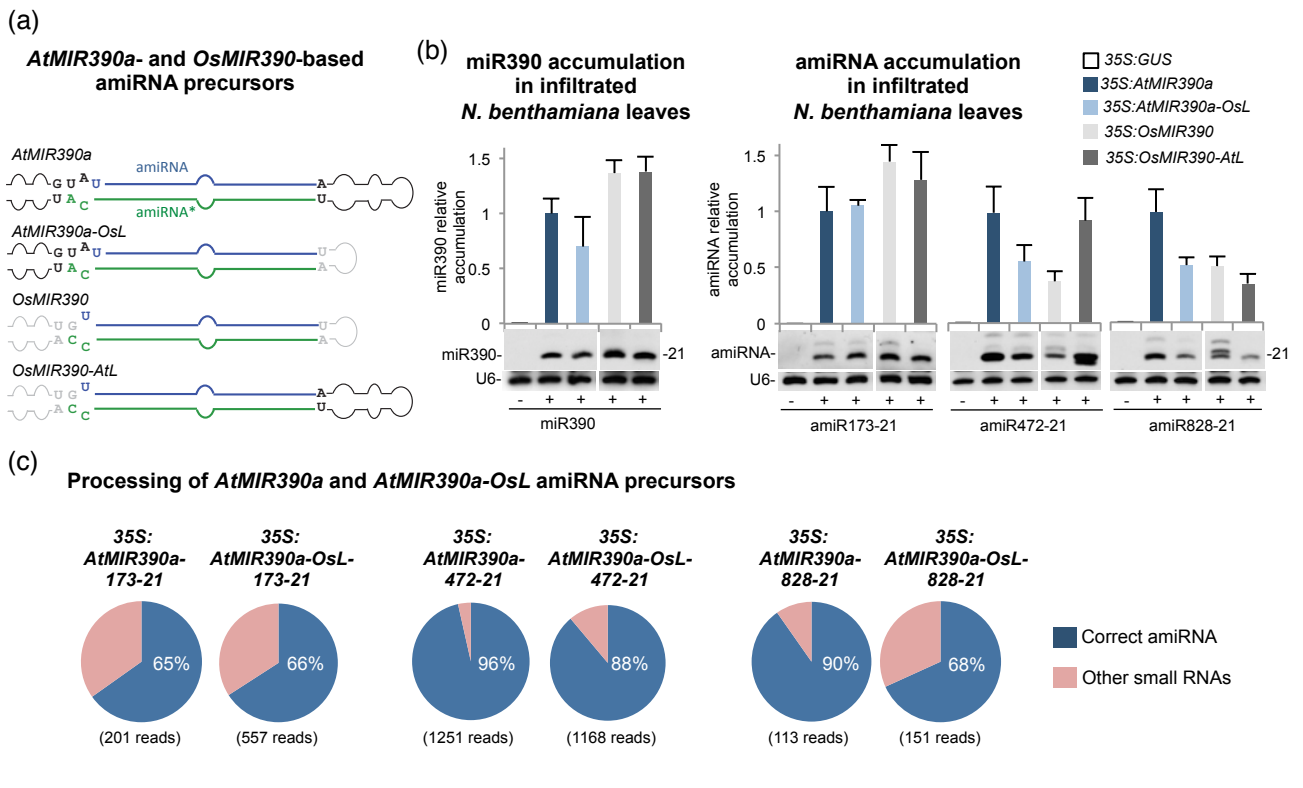 (a)
AtMIR390a- and OsMIR390-based
amiRNA precursors
AtMIR390a
amiRNA
G U A U
A
U A C
U
amiRNA*
AtMIR390a-OsL
G U A U
U
U A C
A
OsMIR390
U G U
U
A C C
A
OsMIR390-AtL
U G U
A
A C C
U
(b)
miR390 accumulation
in infiltrated
N. benthamiana leaves
miR390 relative
accumulation
1.5
1
0.5
0
miR390-
-21
U6-
- + + + +
miR390
amiRNA accumulation
in infiltrated
N. benthamiana leaves
amiRNA relative
accumulation
1.5
1
0.5
0
amiRNA-
-21
U6-
- + + + +
- + + + +
- + + + +
amiR173-21
amiR472-21
amiR828-21
35S:GUS
35S:AtMIR390a
35S:AtMIR390a-OsL
35S:OsMIR390
35S:OsMIR390-AtL
(c)
Processing of AtMIR390a and AtMIR390a-OsL amiRNA precursors
35S:
AtMIR390a-
173-21
65%
(201 reads)
35S:
AtMIR390a-OsL-
173-21
66%
(557 reads)
35S:
AtMIR390a-
472-21
96%
(1251 reads)
35S:
AtMIR390a-OsL-
472-21
88%
(1168 reads)
35S:
AtMIR390a-
828-21
90%
(113 reads)
35S:
AtMIR390a-OsL-
828-21
68%
(151 reads)
Correct amiRNA
Other small RNAs